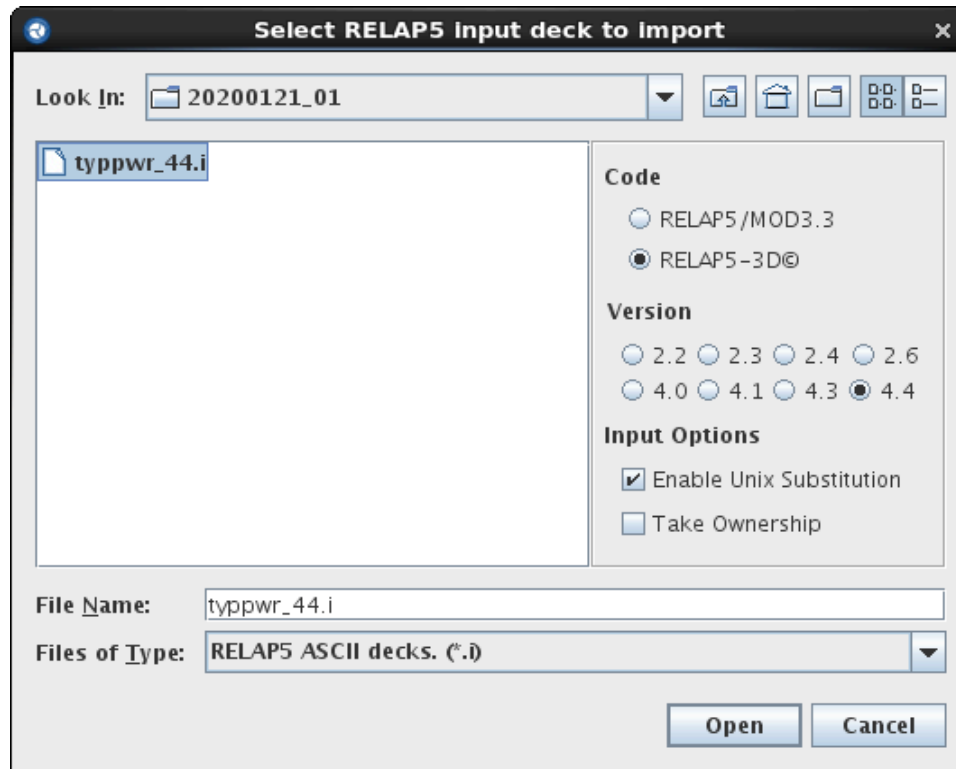 Select RELAP5 input deck to import
Look In: 20200121_01
typpwr_44.i
Code
RELAP5/MOD3.3
RELAP5-3D©
Version
2.2 2.3 2.4 2.6
4.0 4.1 4.3 4.4
Input Options
Enable Unix Substitution
Take Ownership
File Name: typpwr_44.i
Files of Type: RELAP5 ASCII decks. (*.i)
Open Cancel